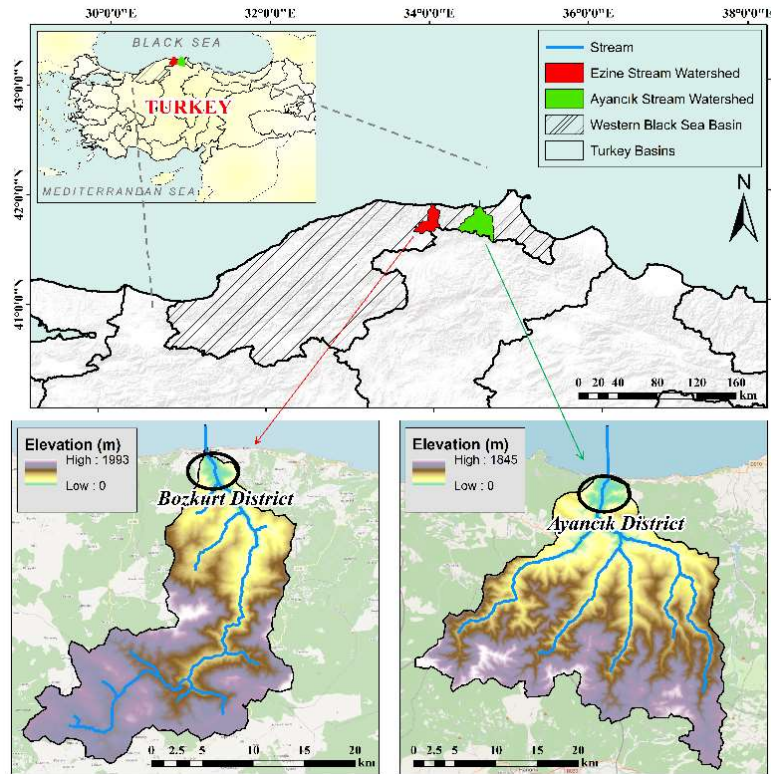 30°0'0"
32°0'0"
34°0'0"
36°0'0"
38°0'0"
BLACK SEA
TURKEY
MEDITERRANDAN SEA
Stream
Ezine Stream Watershed
Ayancık Stream Watershed
Western Black Sea Basin
Turkey Basins
N
43°0'0"
42°0'0"
41°0'0"
0 20 40 80 120 160
km
Elevation (m)
High : 1993
Low : 0
Bozkurt District
0 2.5 5 10 15 20
km
Elevation (m)
High : 1845
Low : 0
Ayancık District
0 2.5 5 10 15 20
km